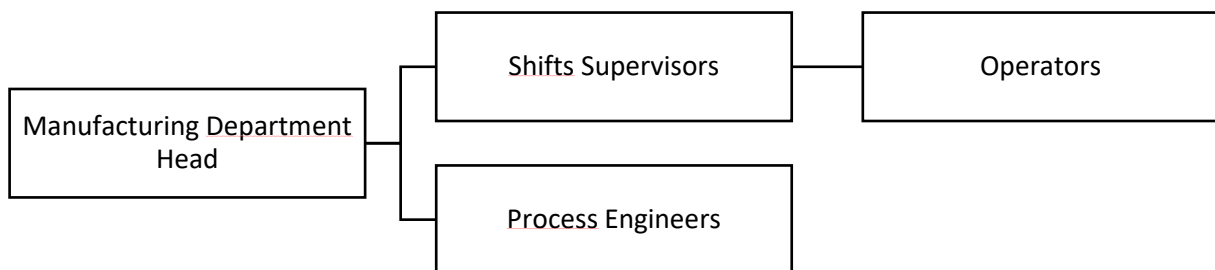 Shifts Supervisors
Operators
Manufacturing Department
Head
Process Engineers